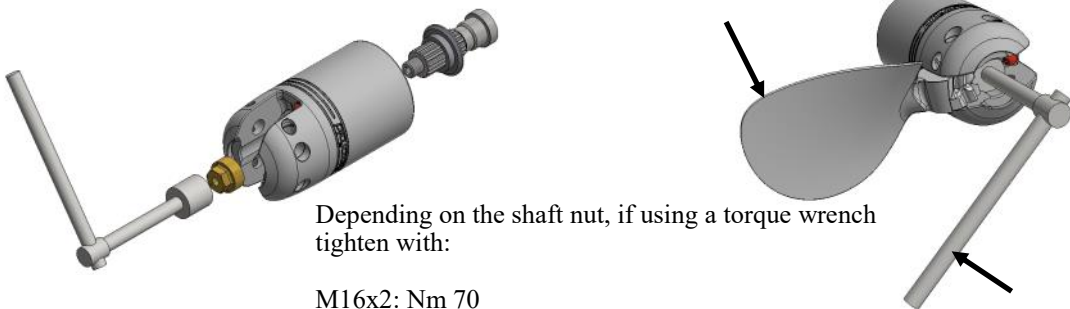 Depending on the shaft nut, if using a torque wrench
tighten with:
M16x2: Nm 70